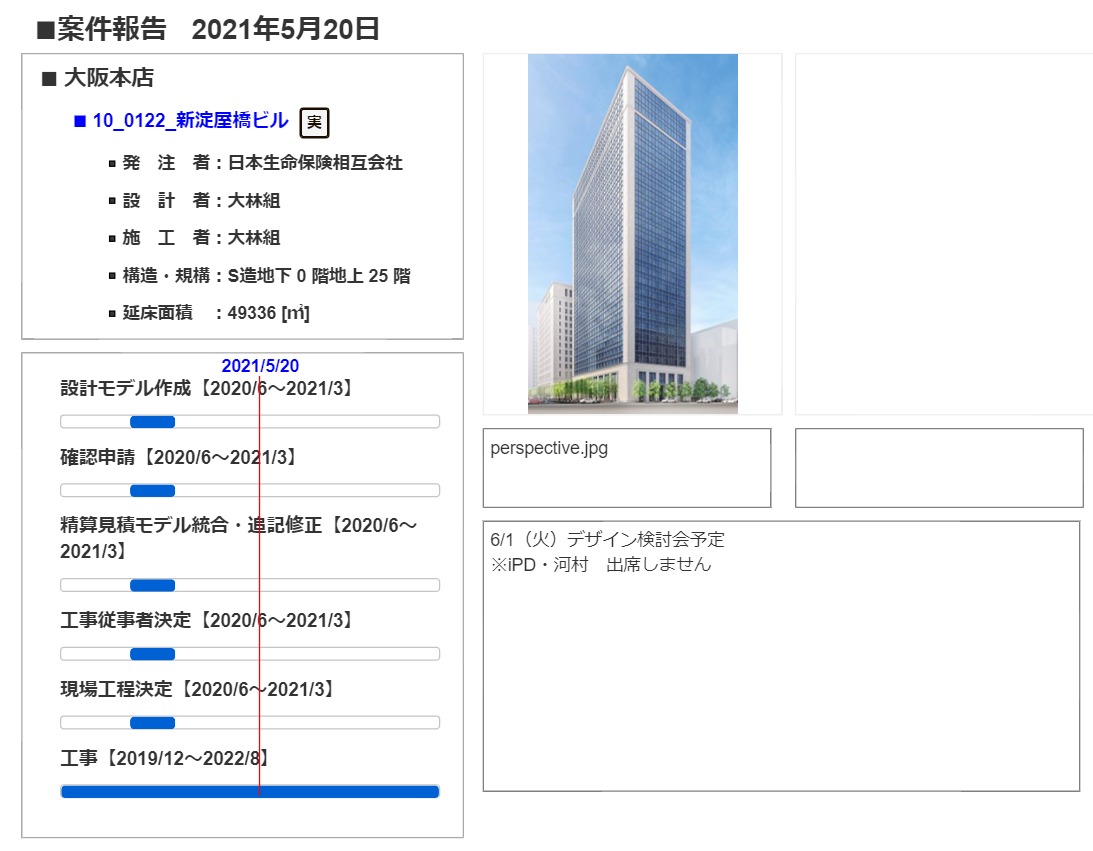 ■案件報告 2021年5月20日
■ 大阪本店
■ 10_0122_新淀屋橋ビル 実
▪ 発 注 者：日本生命保険相互会社
▪ 設 計 者：大林組
▪ 施 工 者：大林組
▪ 構造・規構：S造地下 0 階地上 25 階
▪ 延床面積 ：49336 [㎡]
2021/5/20
設計モデル作成【2020/6～2021/3】
確認申請【2020/6～2021/3】
精算見積モデル統合・追記修正【2020/6～
2021/3】
工事従事者決定【2020/6～2021/3】
現場工程決定【2020/6～2021/3】
工事【2019/12～2022/8】
perspective.jpg
6/1（火）デザイン検討会予定
※iPD・河村 出席しません